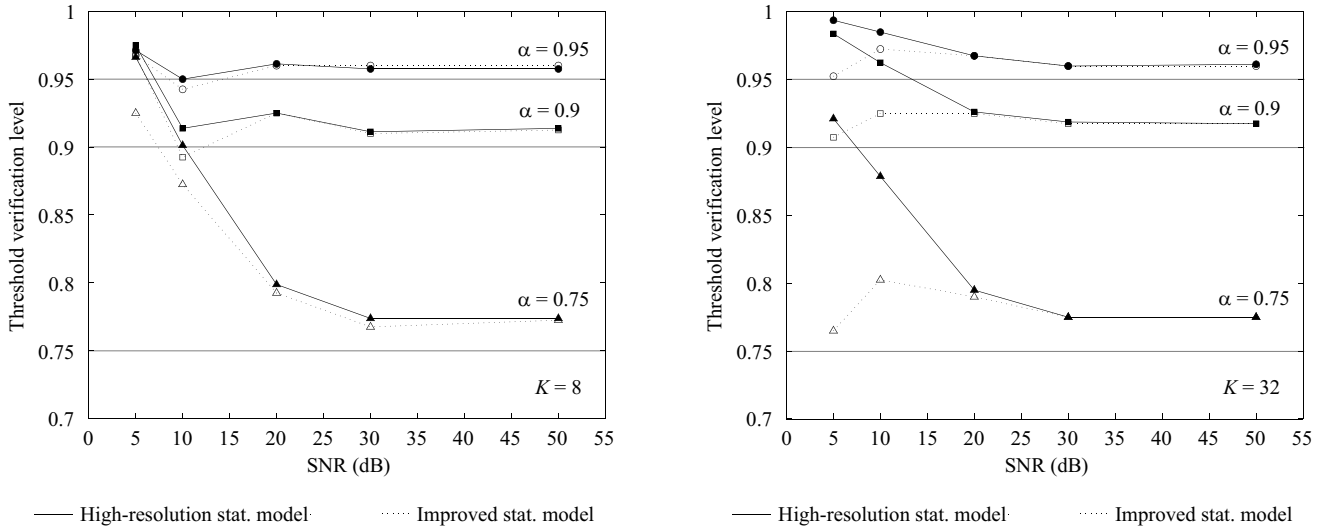 1
0.95
0.9
0.85
0.8
0.75
0.7
Threshold verification level
α = 0.95
α = 0.9
α = 0.75
K = 8
0 5 10 15 20 25 30 35 40 45 50 55
SNR (dB)
High-resolution stat. model
Improved stat. model
1
0.95
0.9
0.85
0.8
0.75
0.7
Threshold verification level
α = 0.95
α = 0.9
α = 0.75
K = 32
0 5 10 15 20 25 30 35 40 45 50 55
SNR (dB)
High-resolution stat. model
Improved stat. model